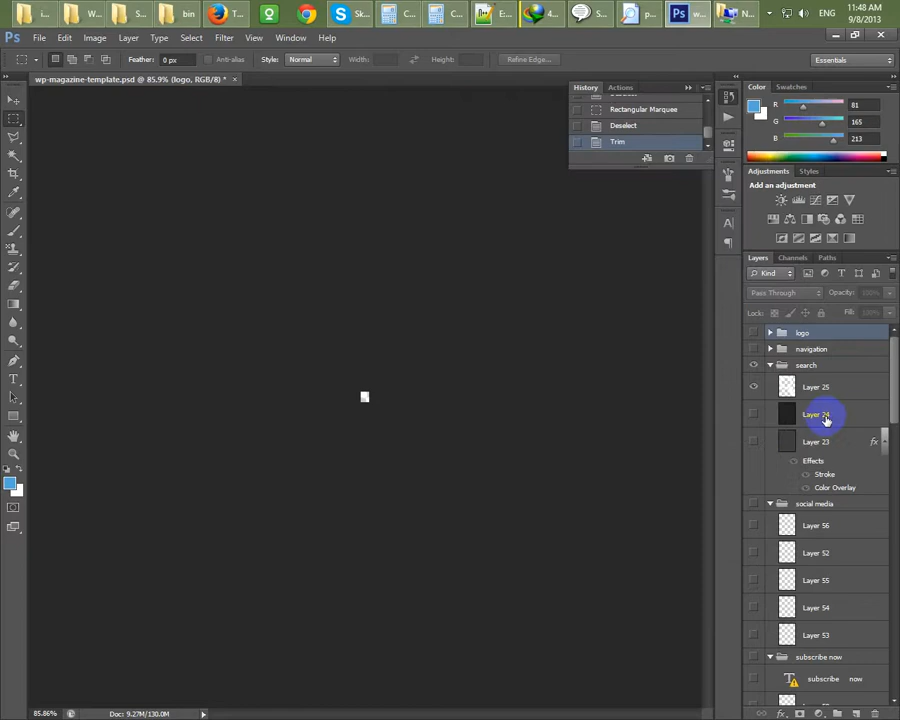 i...
W...
S...
bin
T...
Sk...
C...
C...
E...
4...
S...
p...
w...
N...
ENG
11:48 AM
9/8/2013
Ps
File Edit Image Layer Type Select Filter View Window Help
Feather: 0 px Anti-alias Style: Normal Width: Height: Refine Edge... Essentials
wp-magazine-template.psd @ 85.9% (logo, RGB/8) * ×
History Actions
Rectangular Marquee
Deselect
Trim
Color Swatches
R 81
G 165
B 213
Adjustments Styles
Add an adjustment
Layers Channels Paths
Kind
Pass Through Opacity: 100%
Lock: Fill: 100%
logo
navigation
search
Layer 25
Layer 24
Layer 23 fx
Effects
Stroke
Color Overlay
social media
Layer 56
Layer 52
Layer 55
Layer 54
Layer 53
subscribe now
subscribe now
85.86% Doc: 9.27M/130.0M